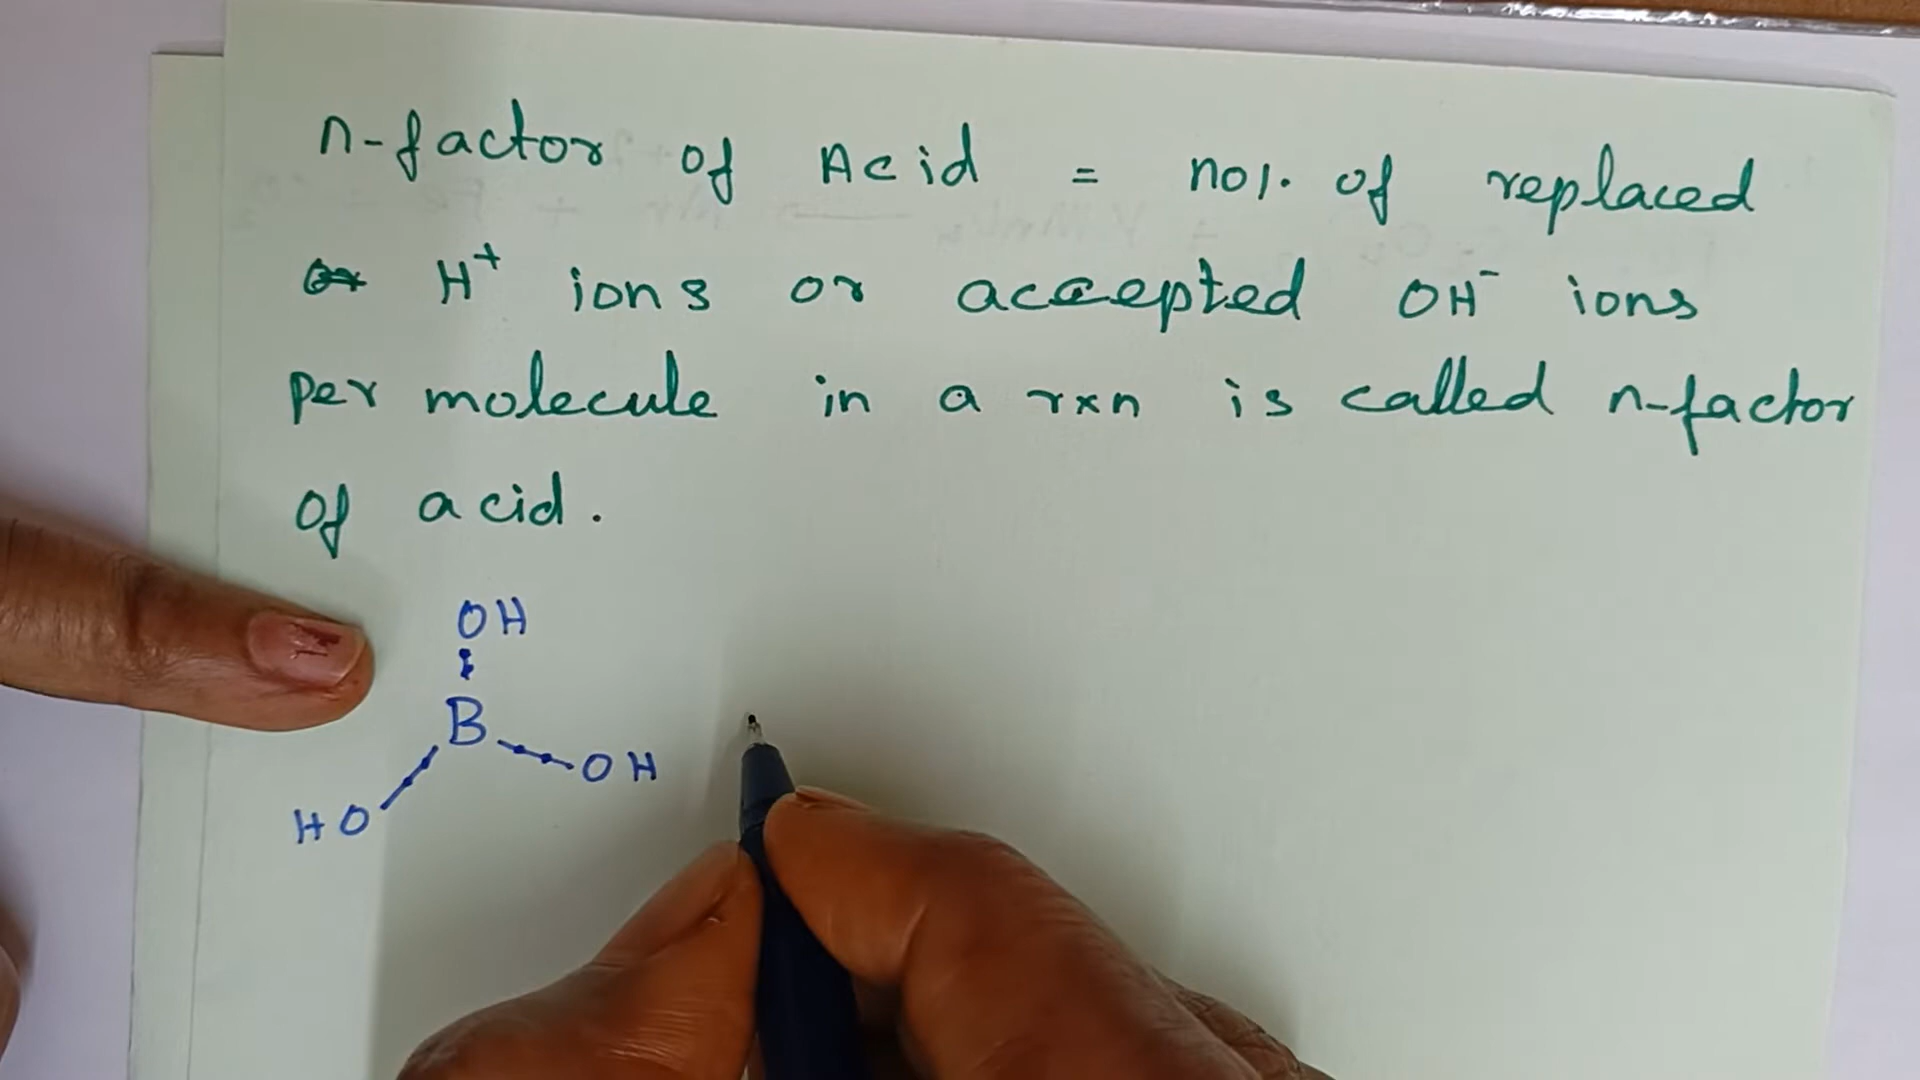 n-factor of Acid = no/. of replaced
H⁺ ions or accepted OH⁻ ions
per molecule in a rxn is called n-factor
of acid.
OH
B
OH
HO